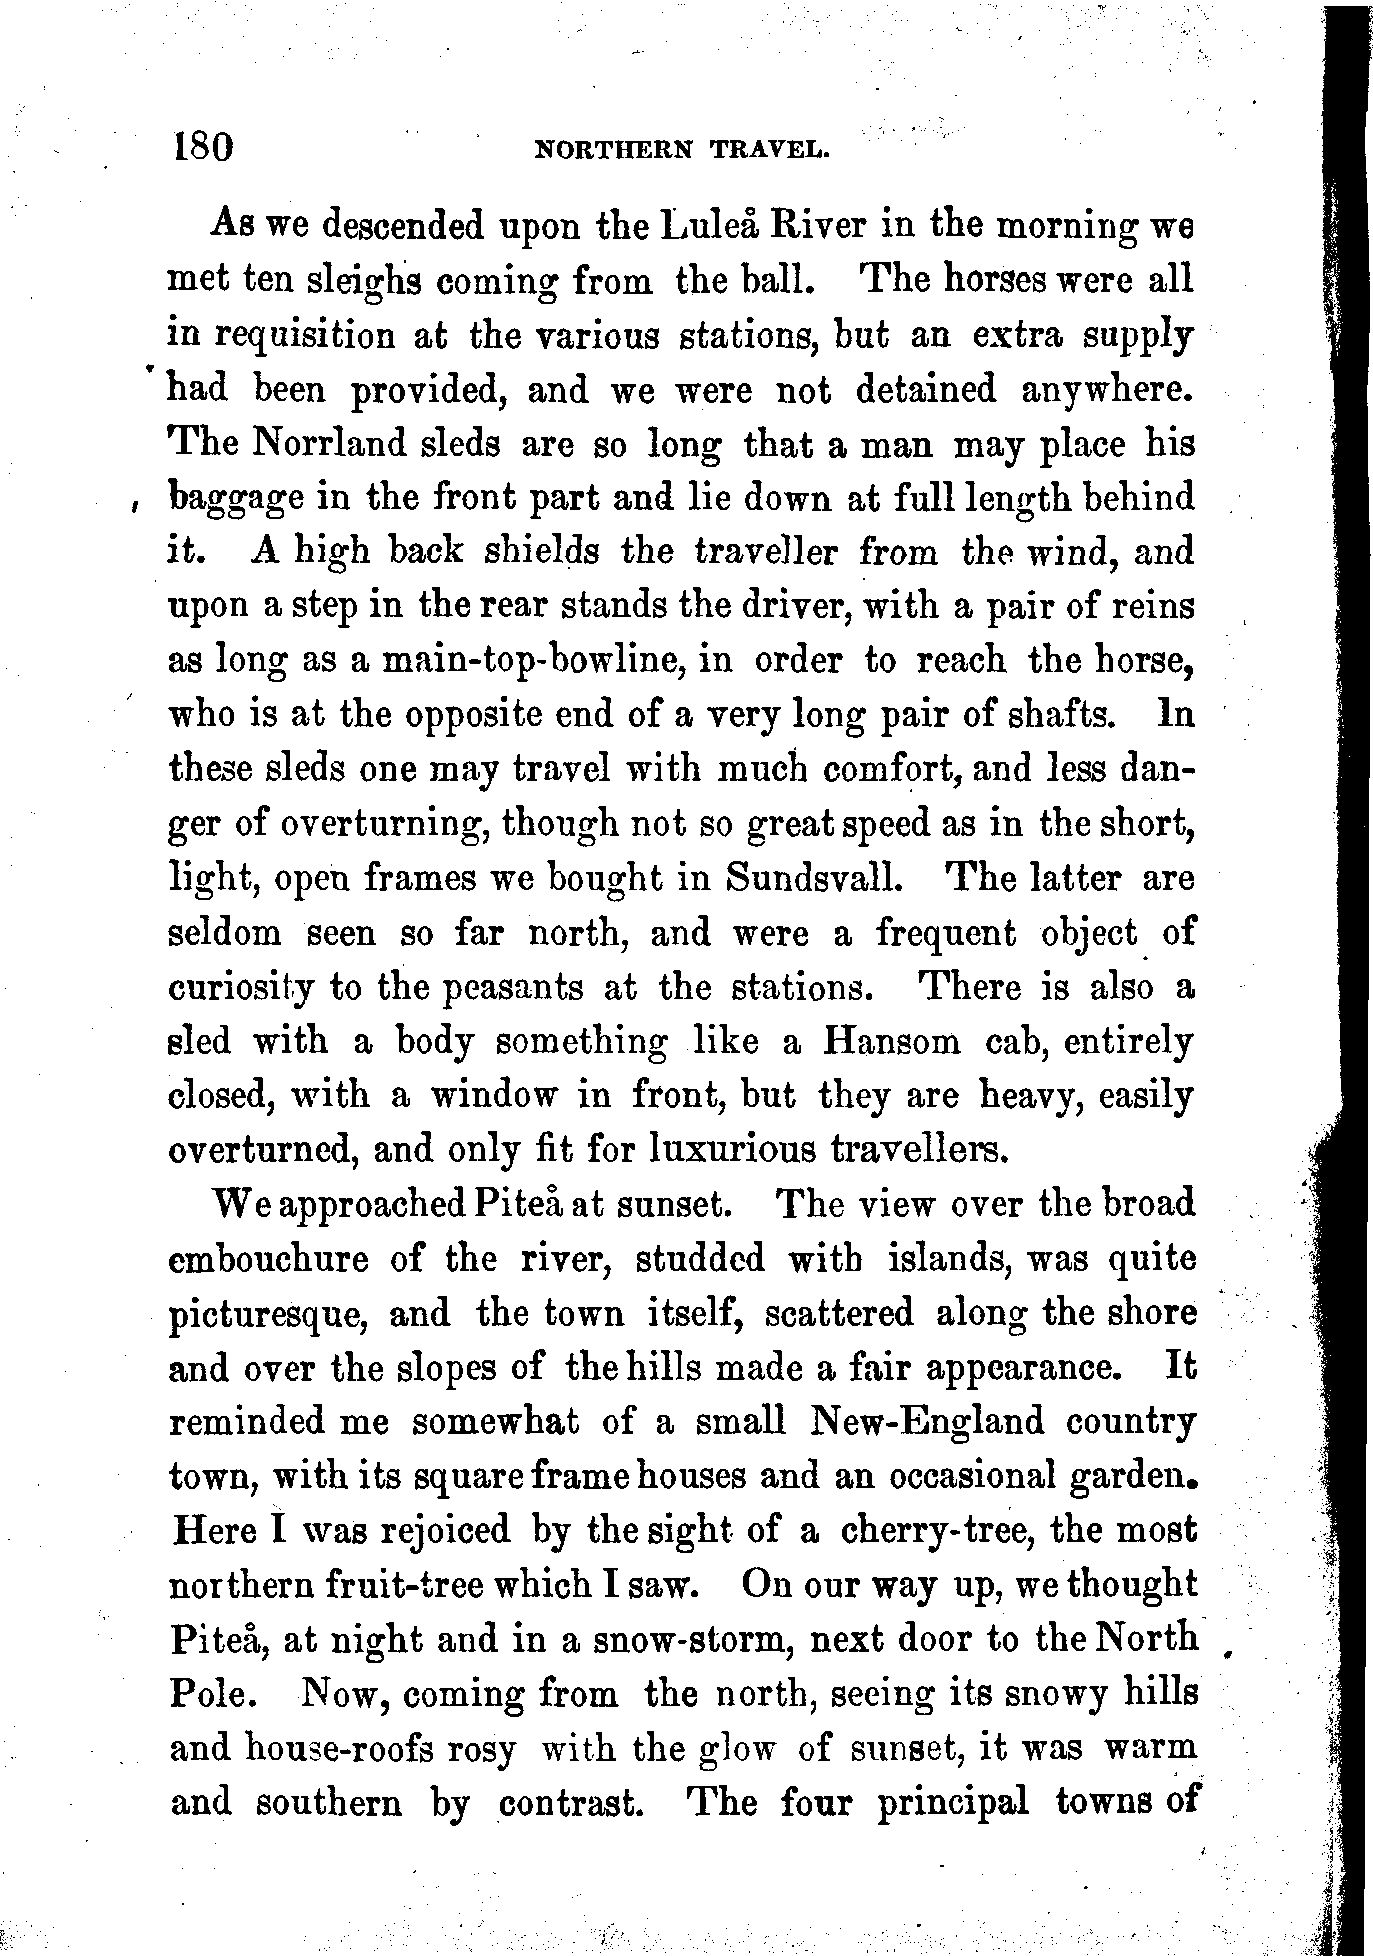 180 NORTHERN TRAVEL.
As we descended upon the Luleå River in the morning we
met ten sleighs coming from the ball. The horses were all
in requisition at the various stations, but an extra supply
had been provided, and we were not detained anywhere.
The Norrland sleds are so long that a man may place his
baggage in the front part and lie down at full length behind
it. A high back shields the traveller from the wind, and
upon a step in the rear stands the driver, with a pair of reins
as long as a main-top-bowline, in order to reach the horse,
who is at the opposite end of a very long pair of shafts. In
these sleds one may travel with much comfort, and less dan-
ger of overturning, though not so great speed as in the short,
light, open frames we bought in Sundsvall. The latter are
seldom seen so far north, and were a frequent object of
curiosity to the peasants at the stations. There is also a
sled with a body something like a Hansom cab, entirely
closed, with a window in front, but they are heavy, easily
overturned, and only fit for luxurious travellers.
We approached Piteå at sunset. The view over the broad
embouchure of the river, studded with islands, was quite
picturesque, and the town itself, scattered along the shore
and over the slopes of the hills made a fair appearance. It
reminded me somewhat of a small New-England country
town, with its square frame houses and an occasional garden.
Here I was rejoiced by the sight of a cherry-tree, the most
northern fruit-tree which I saw. On our way up, we thought
Piteå, at night and in a snow-storm, next door to the North
Pole. Now, coming from the north, seeing its snowy hills
and house-roofs rosy with the glow of sunset, it was warm
and southern by contrast. The four principal towns of